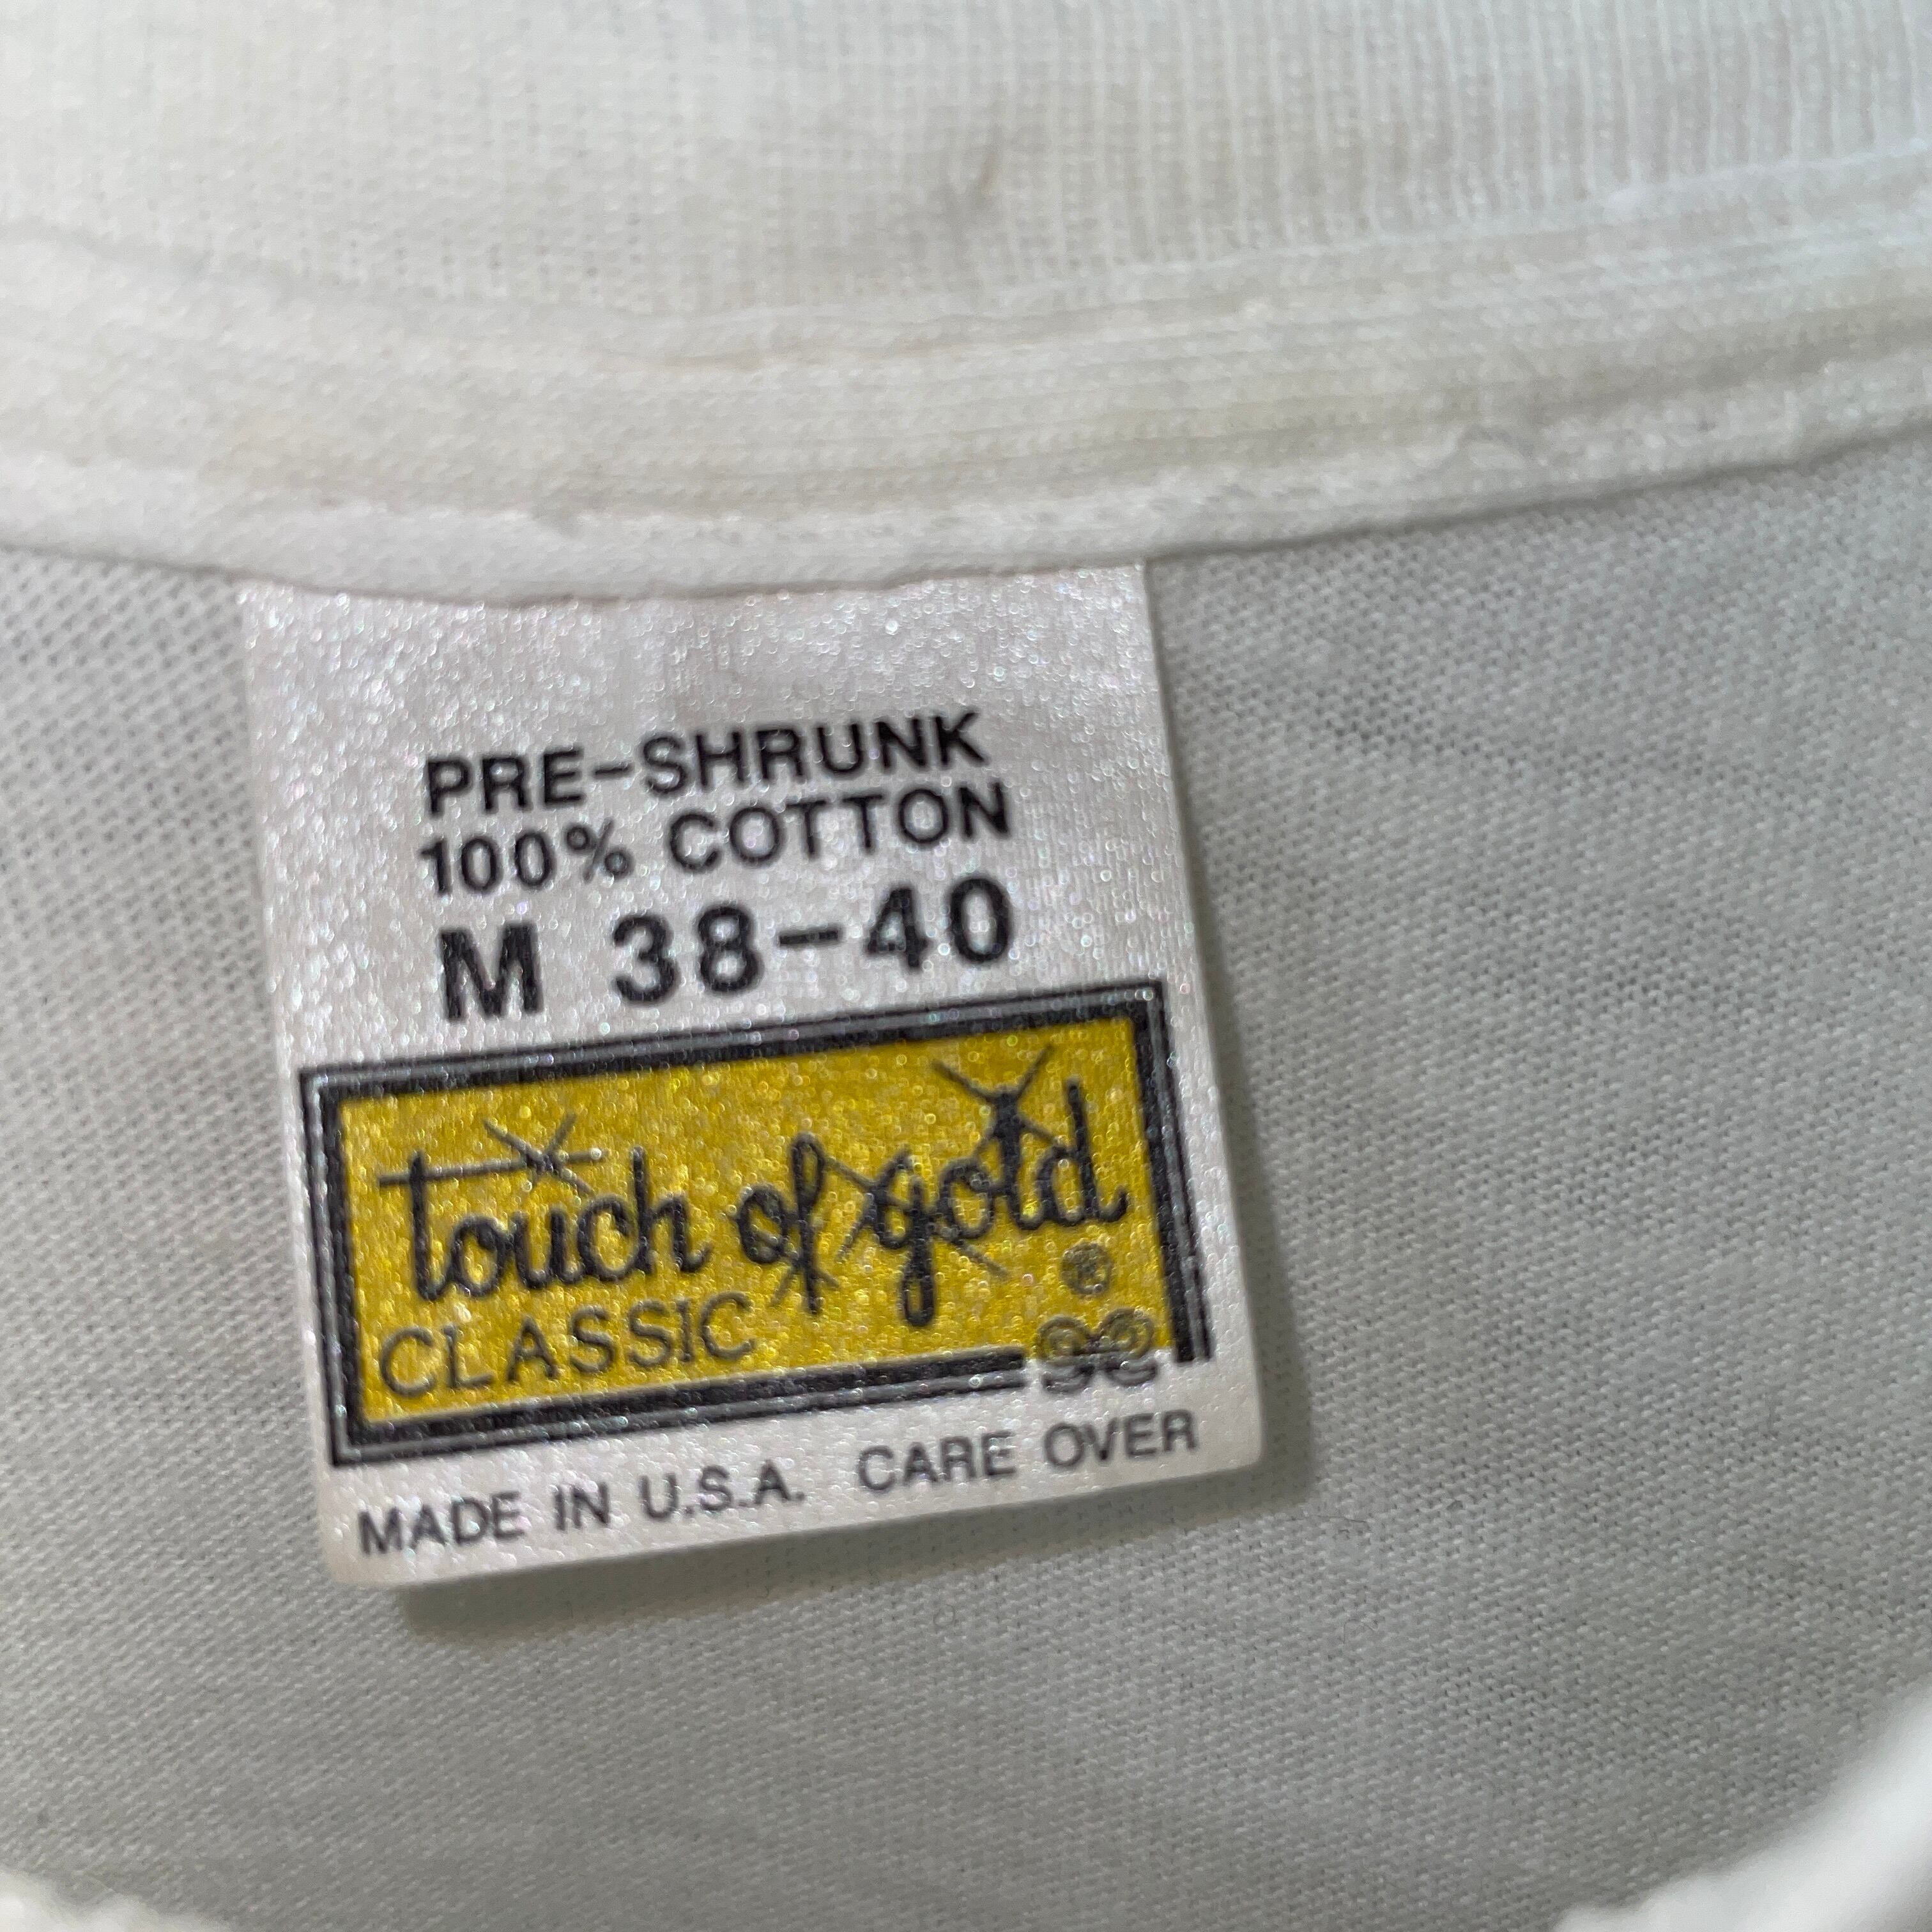 PRE-SHRUNK
100% COTTON
M 38-40
touch of gold
®
CLASSIC
MADE IN U.S.A. CARE OVER